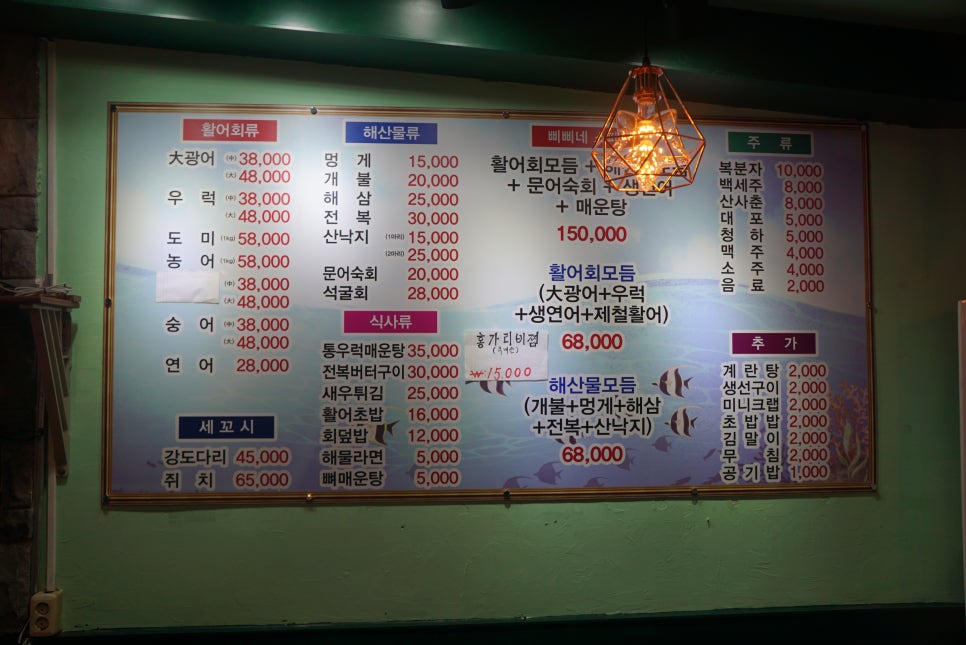 활어회류
大광어 (中) 38,000
(大) 48,000
우 럭 (中) 38,000
(大) 48,000
도 미 (1kg) 58,000
농 어 (1kg) 58,000
(中) 38,000
(大) 48,000
숭 어 (中) 38,000
(大) 48,000
연 어 28,000
세 꼬 시
강도다리 45,000
쥐 치 65,000
해산물류
멍 게 15,000
개 불 20,000
해 삼 25,000
전 복 30,000
산낙지 (1마리) 15,000
(2마리) 25,000
문어숙회 20,000
석굴회 28,000
식사류
통우럭매운탕 35,000
전복버터구이 30,000
새우튀김 25,000
활어초밥 16,000
회덮밥 12,000
해물라면 5,000
뼈매운탕 5,000
삐삐네
활어회모듬 +
+ 문어숙회 + 생연어
+ 매운탕
150,000
활어회모듬
(大광어+우럭
+생연어+제철활어)
68,000
홍가리비찜
₩15.000
해산물모듬
(개불+멍게+해삼
+전복+산낙지)
68,000
주 류
복분자 10,000
백세주 8,000
산사춘 8,000
대 포 5,000
청 하 5,000
맥 주 4,000
소 주 4,000
음 료 2,000
추 가
계 란 탕 2,000
생선구이 2,000
미니크랩 2,000
초 밥 밥 2,000
김 말 이 2,000
무 침 2,000
공 기 밥 1,000